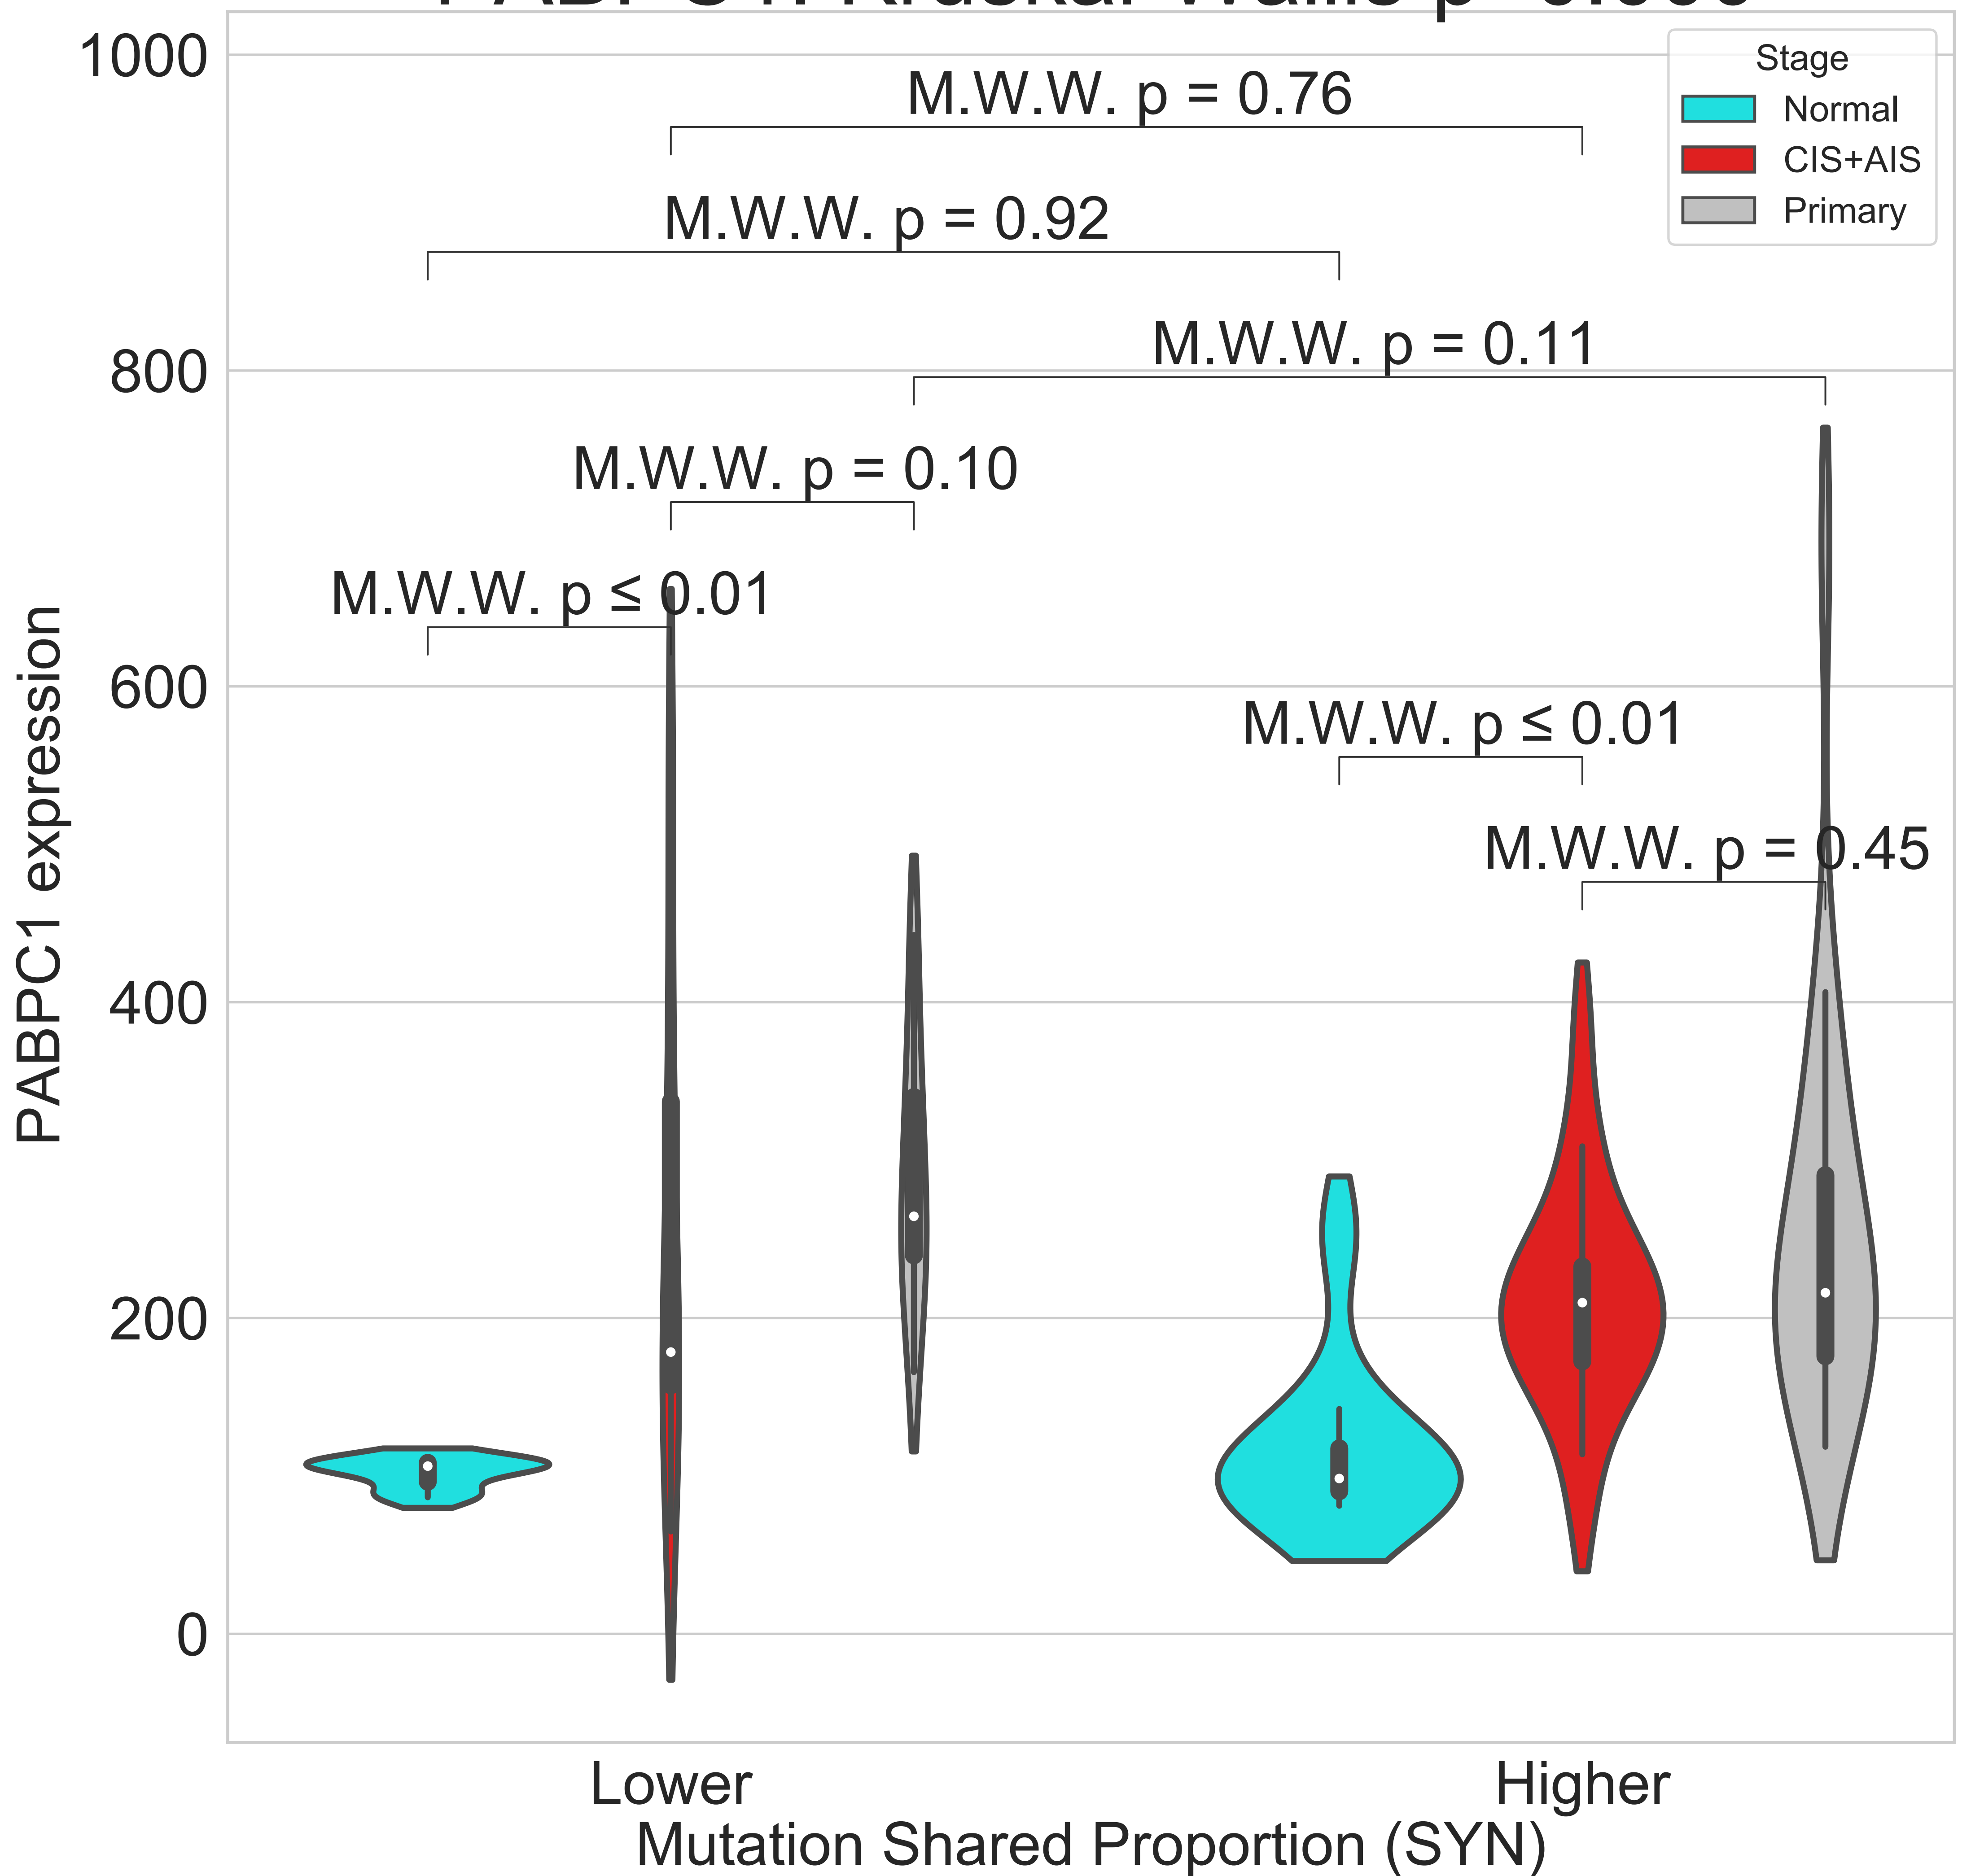 1000
800
600
400
200
0
PABPC1 expression
Stage
Normal
CIS+AIS
Primary
M.W.W. p = 0.76
M.W.W. p = 0.92
M.W.W. p = 0.11
M.W.W. p = 0.10
M.W.W. p ≤ 0.01
M.W.W. p ≤ 0.01
M.W.W. p = 0.45
Lower
Higher
Mutation Shared Proportion (SYN)